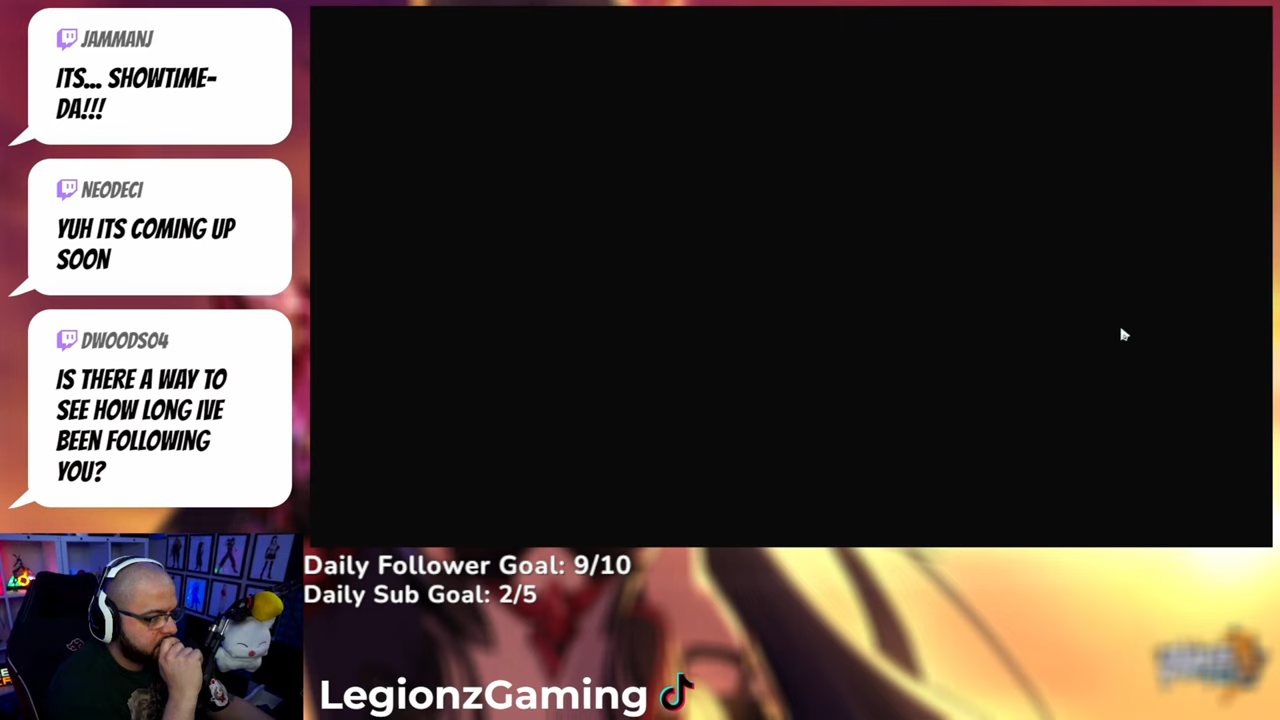 JAMMANJ
ITS... SHOWTIME-
DA!!!
NEODECI
YUH ITS COMING UP
SOON
DWOODS04
IS THERE A WAY TO
SEE HOW LONG IVE
BEEN FOLLOWING
YOU?
Daily Follower Goal: 9/10
Daily Sub Goal: 2/5
LegionzGaming